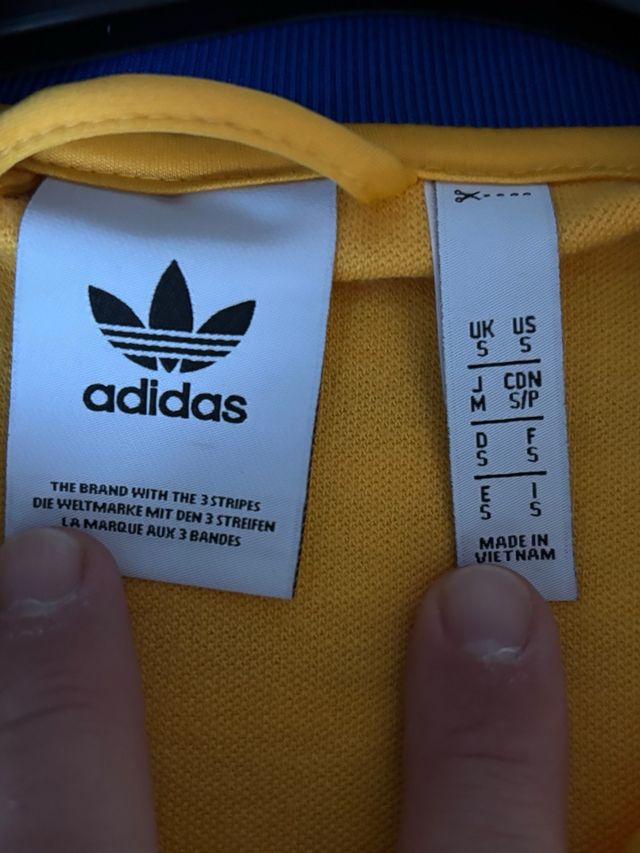 adidas
THE BRAND WITH THE 3 STRIPES
DIE WELTMARKE MIT DEN 3 STREIFEN
LA MARQUE AUX 3 BANDES
UK US
S S
J CDN
M S/P
D F
S S
E I
S S
MADE IN
VIETNAM